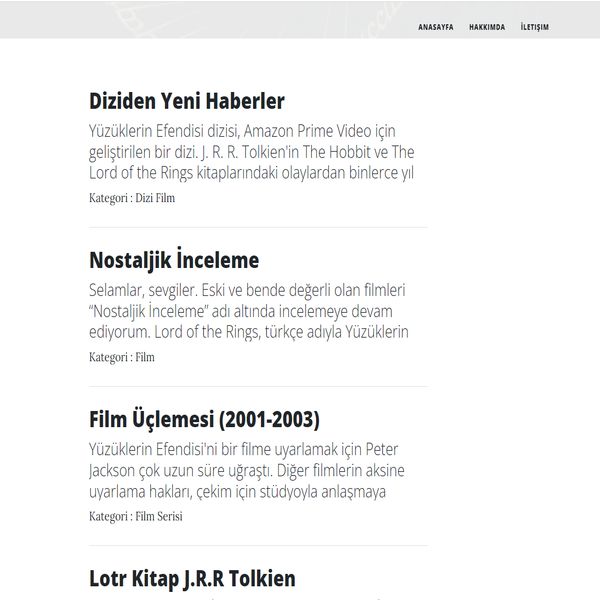 ANASAYFA HAKKIMDA İLETIŞIM
Diziden Yeni Haberler
Yüzüklerin Efendisi dizisi, Amazon Prime Video için
geliştirilen bir dizi. J. R. R. Tolkien'in The Hobbit ve The
Lord of the Rings kitaplarındaki olaylardan binlerce yıl
Kategori : Dizi Film
Nostaljik İnceleme
Selamlar, sevgiler. Eski ve bende değerli olan filmleri
“Nostaljik İnceleme” adı altında incelemeye devam
ediyorum. Lord of the Rings, türkçe adıyla Yüzüklerin
Kategori : Film
Film Üçlemesi (2001-2003)
Yüzüklerin Efendisi'ni bir filme uyarlamak için Peter
Jackson çok uzun süre uğraştı. Diğer filmlerin aksine
uyarlama hakları, çekim için stüdyoyla anlaşmaya
Kategori : Film Serisi
Lotr Kitap J.R.R Tolkien